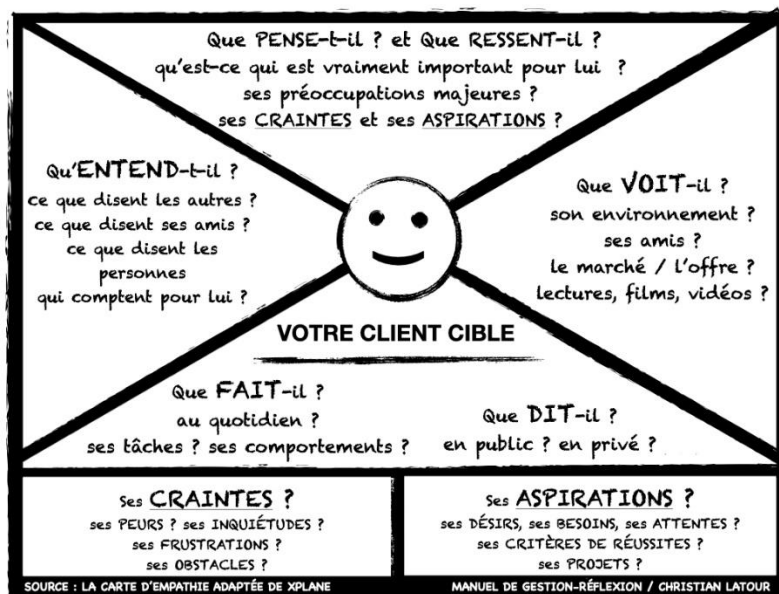 Que PENSE-t-il ? et Que RESSENT-il ?
qu'est-ce qui est vraiment important pour lui ?
ses préoccupations majeures ?
ses CRAINTES et ses ASPIRATIONS ?
Qu'ENTEND-t-il ?
ce que disent les autres ?
ce que disent ses amis ?
ce que disent les
personnes
qui comptent pour lui ?
Que VOIT-il ?
son environnement ?
ses amis ?
le marché / l'offre ?
lectures, films, vidéos ?
VOTRE CLIENT CIBLE
Que FAIT-il ?
au quotidien ?
ses tâches ? ses comportements ?
Que DIT-il ?
en public ? en privé ?
Ses CRAINTES ?
ses PEURS ? ses INQUIÉTUDES ?
ses FRUSTRATIONS ?
ses OBSTACLES ?
Ses ASPIRATIONS ?
ses DÉSIRS, ses BESOINS, ses ATTENTES ?
ses CRITÈRES DE RÉUSSITES ?
ses PROJETS ?
SOURCE : LA CARTE D'EMPATHIE ADAPTÉE DE XPLANE
MANUEL DE GESTION-RÉFLEXION / CHRISTIAN LATOUR